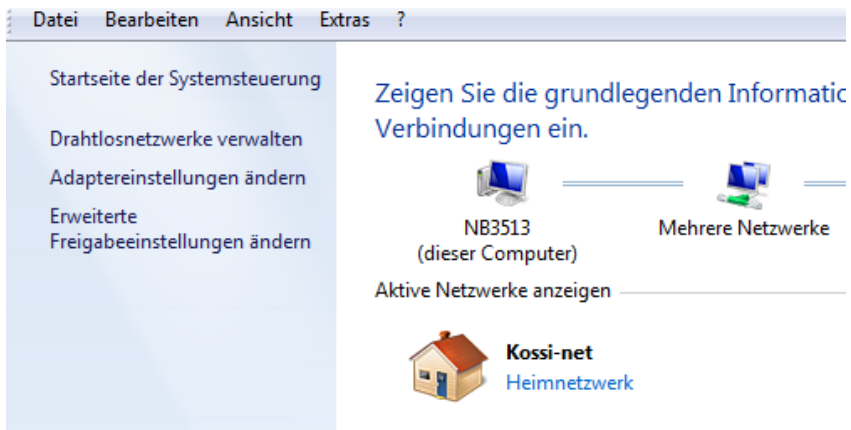 Datei Bearbeiten Ansicht Extras ?
Startseite der Systemsteuerung
Drahtlosnetzwerke verwalten
Adaptereinstellungen ändern
Erweiterte
Freigabeeinstellungen ändern
Zeigen Sie die grundlegenden
Verbindungen ein.
NB3513
(dieser Computer)
Mehrere Netzwerke
Aktive Netzwerke anzeigen
Kossi-net
Heimnetzwerk